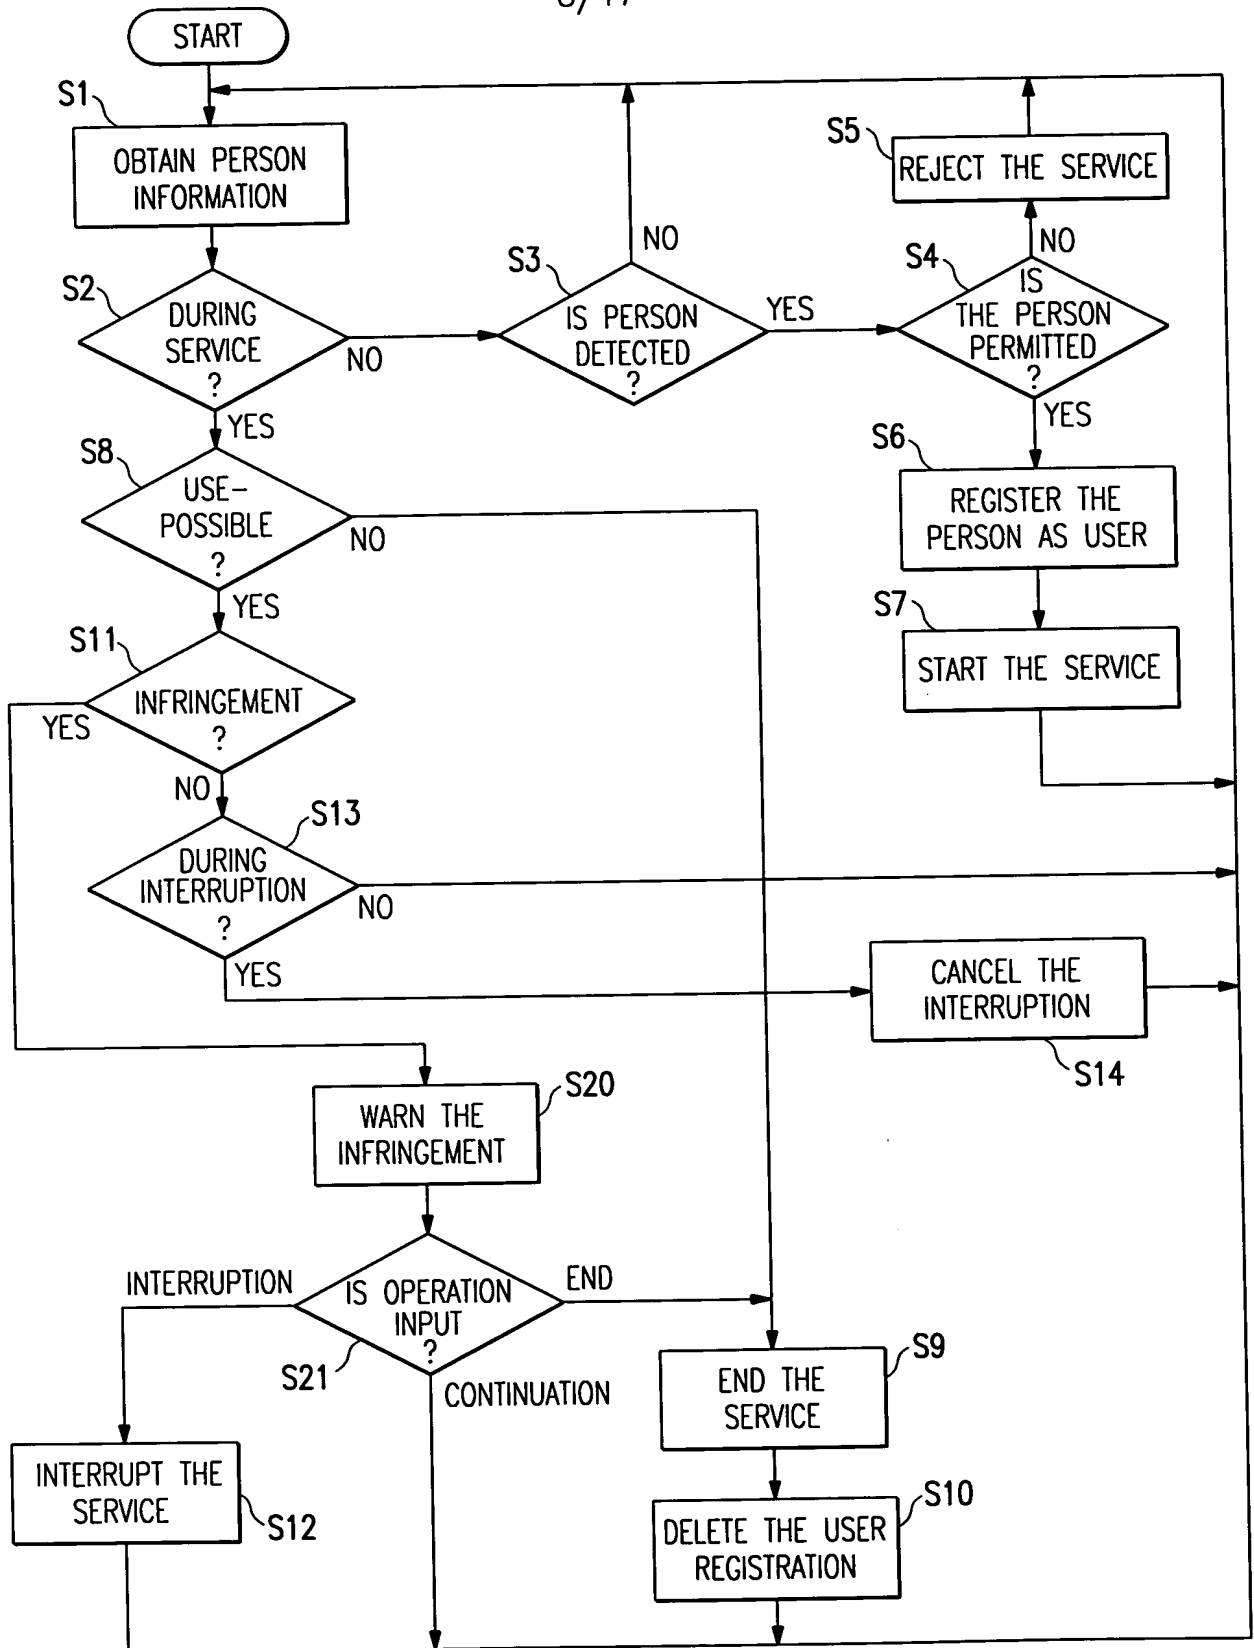 START
S1
OBTAIN PERSON
INFORMATION
S5
REJECT THE SERVICE
NO
NO
S2
DURING
SERVICE
?
NO
YES
S3
IS PERSON
DETECTED
?
YES
S4
IS
THE PERSON
PERMITTED
?
YES
S8
USE-
POSSIBLE
?
NO
YES
S6
REGISTER THE
PERSON AS USER
S7
START THE SERVICE
S11
INFRINGEMENT
?
YES
NO
S13
DURING
INTERRUPTION
?
NO
YES
CANCEL THE
INTERRUPTION
S14
S20
WARN THE
INFRINGEMENT
INTERRUPTION
IS OPERATION
INPUT
?
END
S21
CONTINUATION
S9
END THE
SERVICE
INTERRUPT THE
SERVICE
S12
S10
DELETE THE USER
REGISTRATION